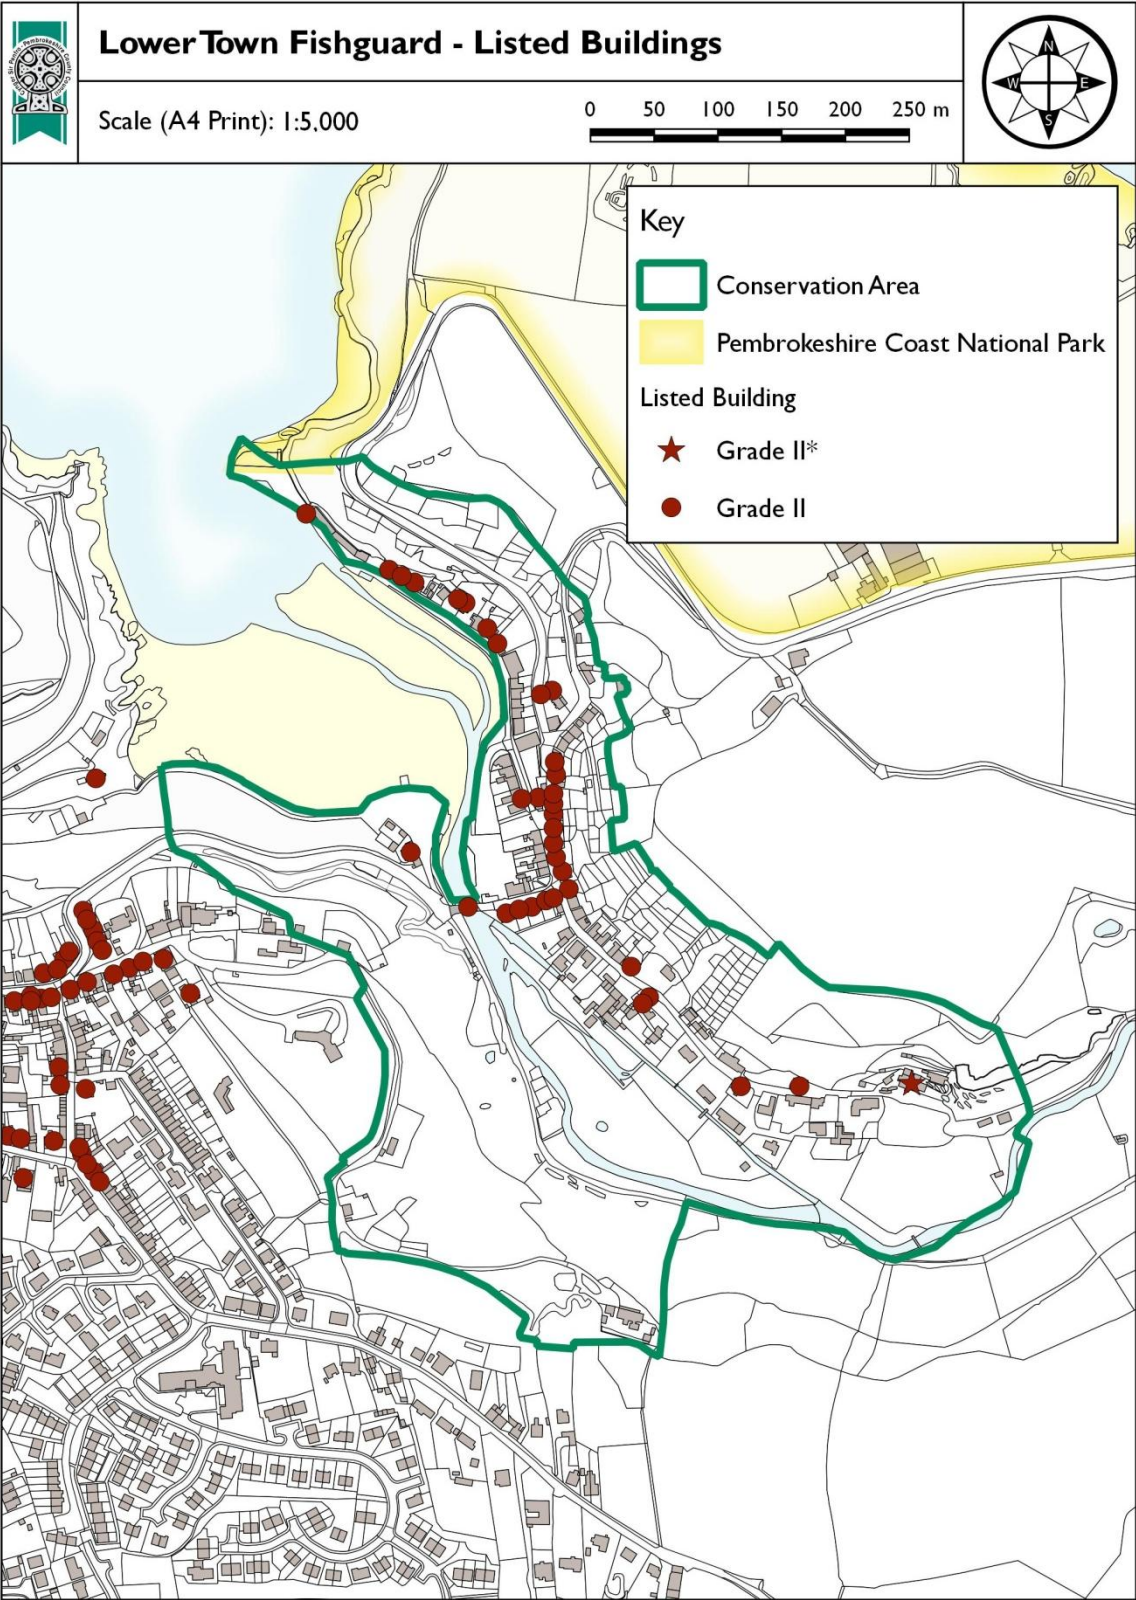 Lower Town Fishguard - Listed Buildings
Scale (A4 Print): 1:5,000
0 50 100 150 200 250 m
N
W E
S
Key
Conservation Area
Pembrokeshire Coast National Park
Listed Building
Grade II*
Grade II